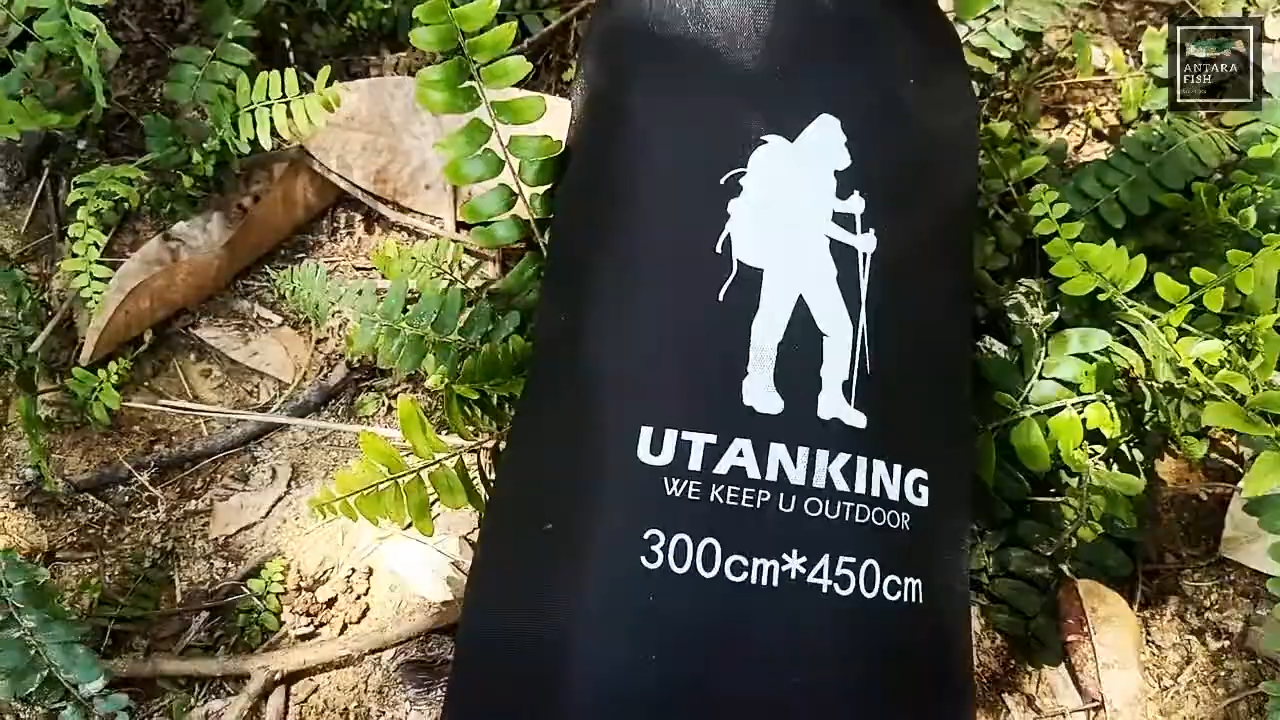 ANTARA
FISH
UTANKING
WE KEEP U OUTDOOR
300cm*450cm